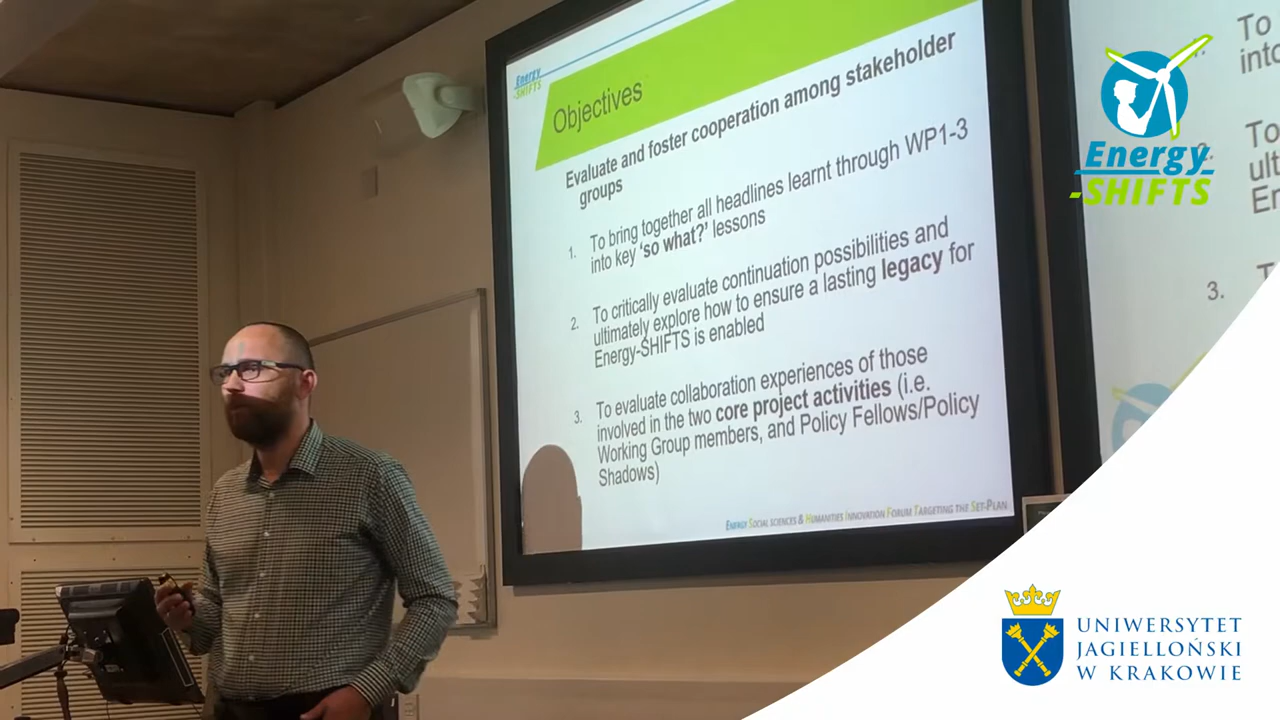 Energy
-SHIFTS
Objectives
Evaluate and foster cooperation among stakeholder
groups
1. To bring together all headlines learnt through WP1-3
into key 'so what?' lessons
2. To critically evaluate continuation possibilities and
ultimately explore how to ensure a lasting legacy for
Energy-SHIFTS is enabled
3. To evaluate collaboration experiences of those
involved in the two core project activities (i.e.
Working Group members, and Policy Fellows/Policy
Shadows)
ENERGY SOCIAL SCIENCES & HUMANITIES INNOVATION FORUM TARGETING THE SET-PLAN
To
3.
Energy
-SHIFTS
UNIWERSYTET
JAGIELLOŃSKI
W KRAKOWIE